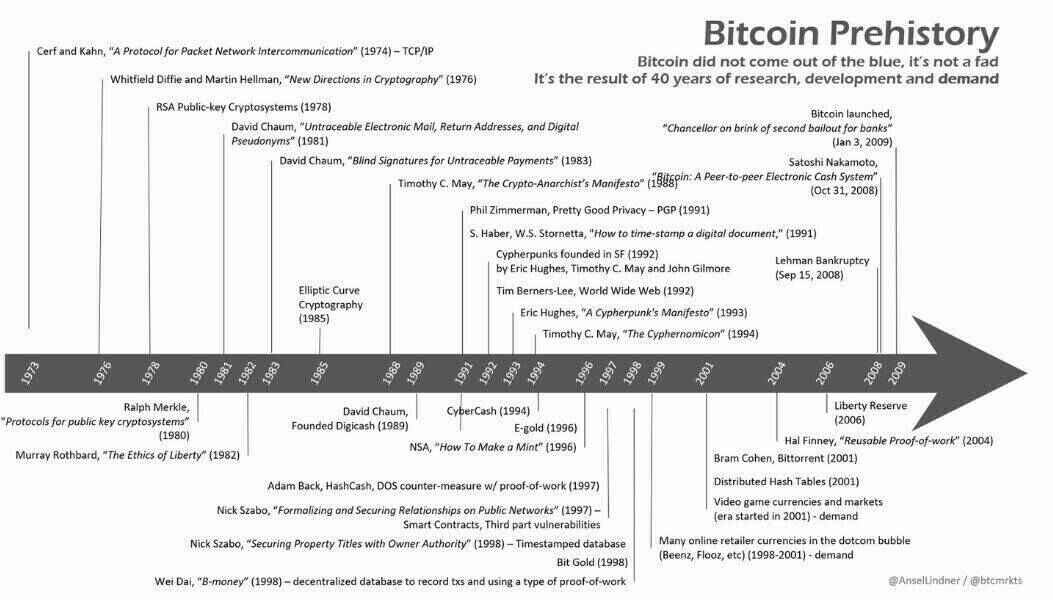 Bitcoin Prehistory
Bitcoin did not come out of the blue, it's not a fad
It's the result of 40 years of research, development and demand
Cerf and Kahn, "A Protocol for Packet Network Intercommunication" (1974) – TCP/IP
Whitfield Diffie and Martin Hellman, "New Directions in Cryptography" (1976)
RSA Public-key Cryptosystems (1978)
David Chaum, "Untraceable Electronic Mail, Return Addresses, and Digital
Pseudonyms" (1981)
David Chaum, "Blind Signatures for Untraceable Payments" (1983)
Timothy C. May, "The Crypto-Anarchist's Manifesto" (1988)
Phil Zimmerman, Pretty Good Privacy – PGP (1991)
S. Haber, W.S. Stornetta, "How to time-stamp a digital document," (1991)
Cypherpunks founded in SF (1992)
by Eric Hughes, Timothy C. May and John Gilmore
Tim Berners-Lee, World Wide Web (1992)
Elliptic Curve
Cryptography
(1985)
Eric Hughes, "A Cypherpunk's Manifesto" (1993)
Timothy C. May, "The Cyphernomicon" (1994)
Bitcoin launched,
"Chancellor on brink of second bailout for banks"
(Jan 3, 2009)
Satoshi Nakamoto,
"Bitcoin: A Peer-to-peer Electronic Cash System"
(Oct 31, 2008)
Lehman Bankruptcy
(Sep 15, 2008)
1973
1976
1978
1980
1981
1982
1983
1985
1988
1989
1991
1992
1993
1994
1996
1997
1998
1999
2001
2004
2006
2008
2009
Ralph Merkle,
"Protocols for public key cryptosystems"
(1980)
Murray Rothbard, "The Ethics of Liberty" (1982)
David Chaum,
Founded Digicash (1989)
CyberCash (1994)
E-gold (1996)
NSA, "How To Make a Mint" (1996)
Adam Back, HashCash, DOS counter-measure w/ proof-of-work (1997)
Nick Szabo, "Formalizing and Securing Relationships on Public Networks" (1997) –
Smart Contracts, Third part vulnerabilities
Nick Szabo, "Securing Property Titles with Owner Authority" (1998) – Timestamped database
Bit Gold (1998)
Wei Dai, "B-money" (1998) – decentralized database to record txs and using a type of proof-of-work
Liberty Reserve
(2006)
Hal Finney, "Reusable Proof-of-work" (2004)
Bram Cohen, Bittorrent (2001)
Distributed Hash Tables (2001)
Video game currencies and markets
(era started in 2001) - demand
Many online retailer currencies in the dotcom bubble
(Beenz, Flooz, etc) (1998-2001) - demand
@AnselLindner / @btcmrkts